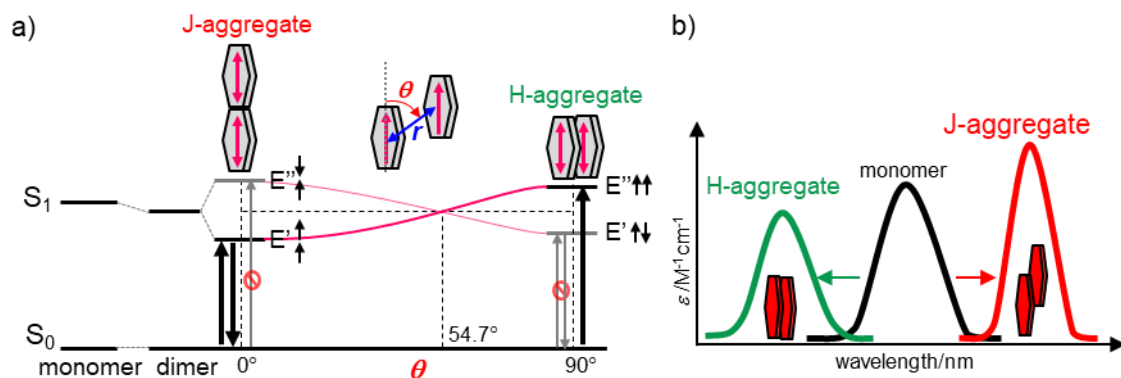 a)
J-aggregate
θ
r
H-aggregate
E''
E''
S₁
E'
E'
S₀
54.7°
monomer
dimer
0°
θ
90°
b)
J-aggregate
monomer
H-aggregate
ε/M⁻¹cm⁻¹
wavelength/nm